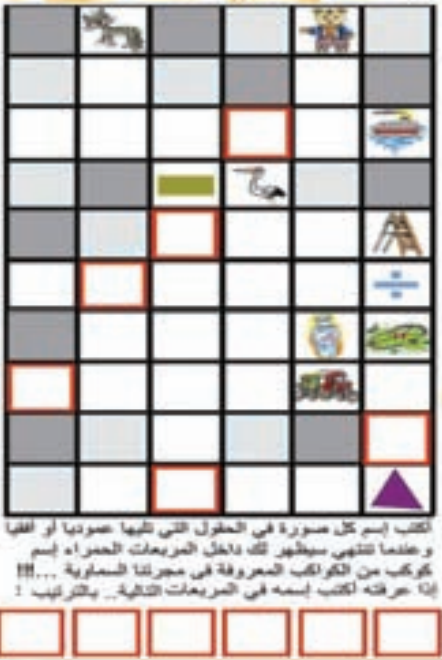 أكتب إسم كل صورة في الحقول التي تليها عموديا أو أفقيا
وعندما تنتهي سيظهر لك داخل المربعات الحمراء إسم
كوكب من الكواكب المعروفة في مجرتنا السماوية ...!!!
إذا عرفته أكتب إسمه في المربعات التالية.. بالترتيب :